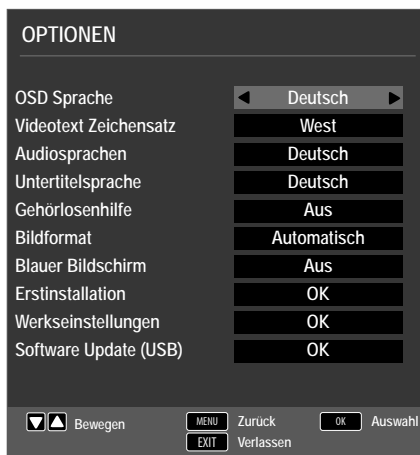 OPTIONEN
OSD Sprache Deutsch
Videotext Zeichensatz West
Audiosprachen Deutsch
Untertitelsprache Deutsch
Gehörlosenhilfe Aus
Bildformat Automatisch
Blauer Bildschirm Aus
Erstinstallation OK
Werkseinstellungen OK
Software Update (USB) OK
Bewegen MENU Zurück OK Auswahl
EXIT Verlassen